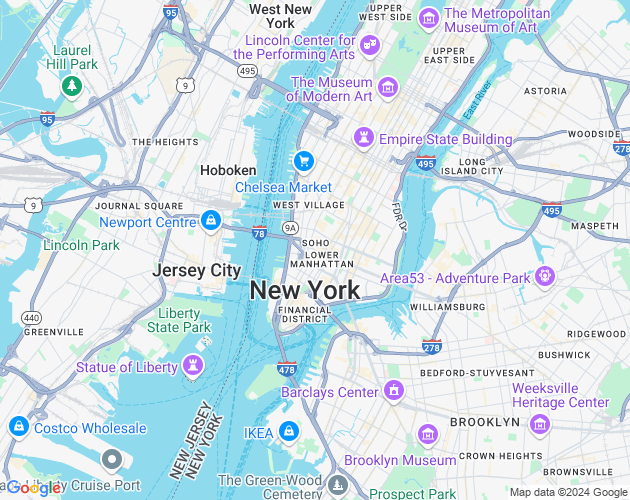 West New
York
UPPER
WEST SIDE
The Metropolitan
Museum of Art
95
Laurel
Hill Park
Lincoln Center for
the Performing Arts
UPPER
EAST SIDE
495
9
The Museum
of Modern Art
East River
ASTORIA
95
THE HEIGHTS
Empire State Building
WOODSIDE
278
Hoboken
Chelsea Market
495
LONG
ISLAND CITY
9
JOURNAL SQUARE
WEST VILLAGE
495
Newport Centre
FDR Dr
MASPETH
78
9A
Lincoln Park
SOHO
LOWER
MANHATTAN
Jersey City
Area53 - Adventure Park
New York
440
Liberty
State Park
FINANCIAL
DISTRICT
WILLIAMSBURG
GREENVILLE
RIDGEWOOD
278
BUSHWICK
Statue of Liberty
478
BEDFORD-STUYVESANT
Barclays Center
Weeksville
Heritage Center
Costco Wholesale
NEW JERSEY
NEW YORK
IKEA
BROOKLYN
Brooklyn Museum
CROWN HEIGHTS
BROWNSVILLE
Liberty Cruise Port
The Green-Wood
Cemetery
Prospect Park
Google
Map data ©2024 Google